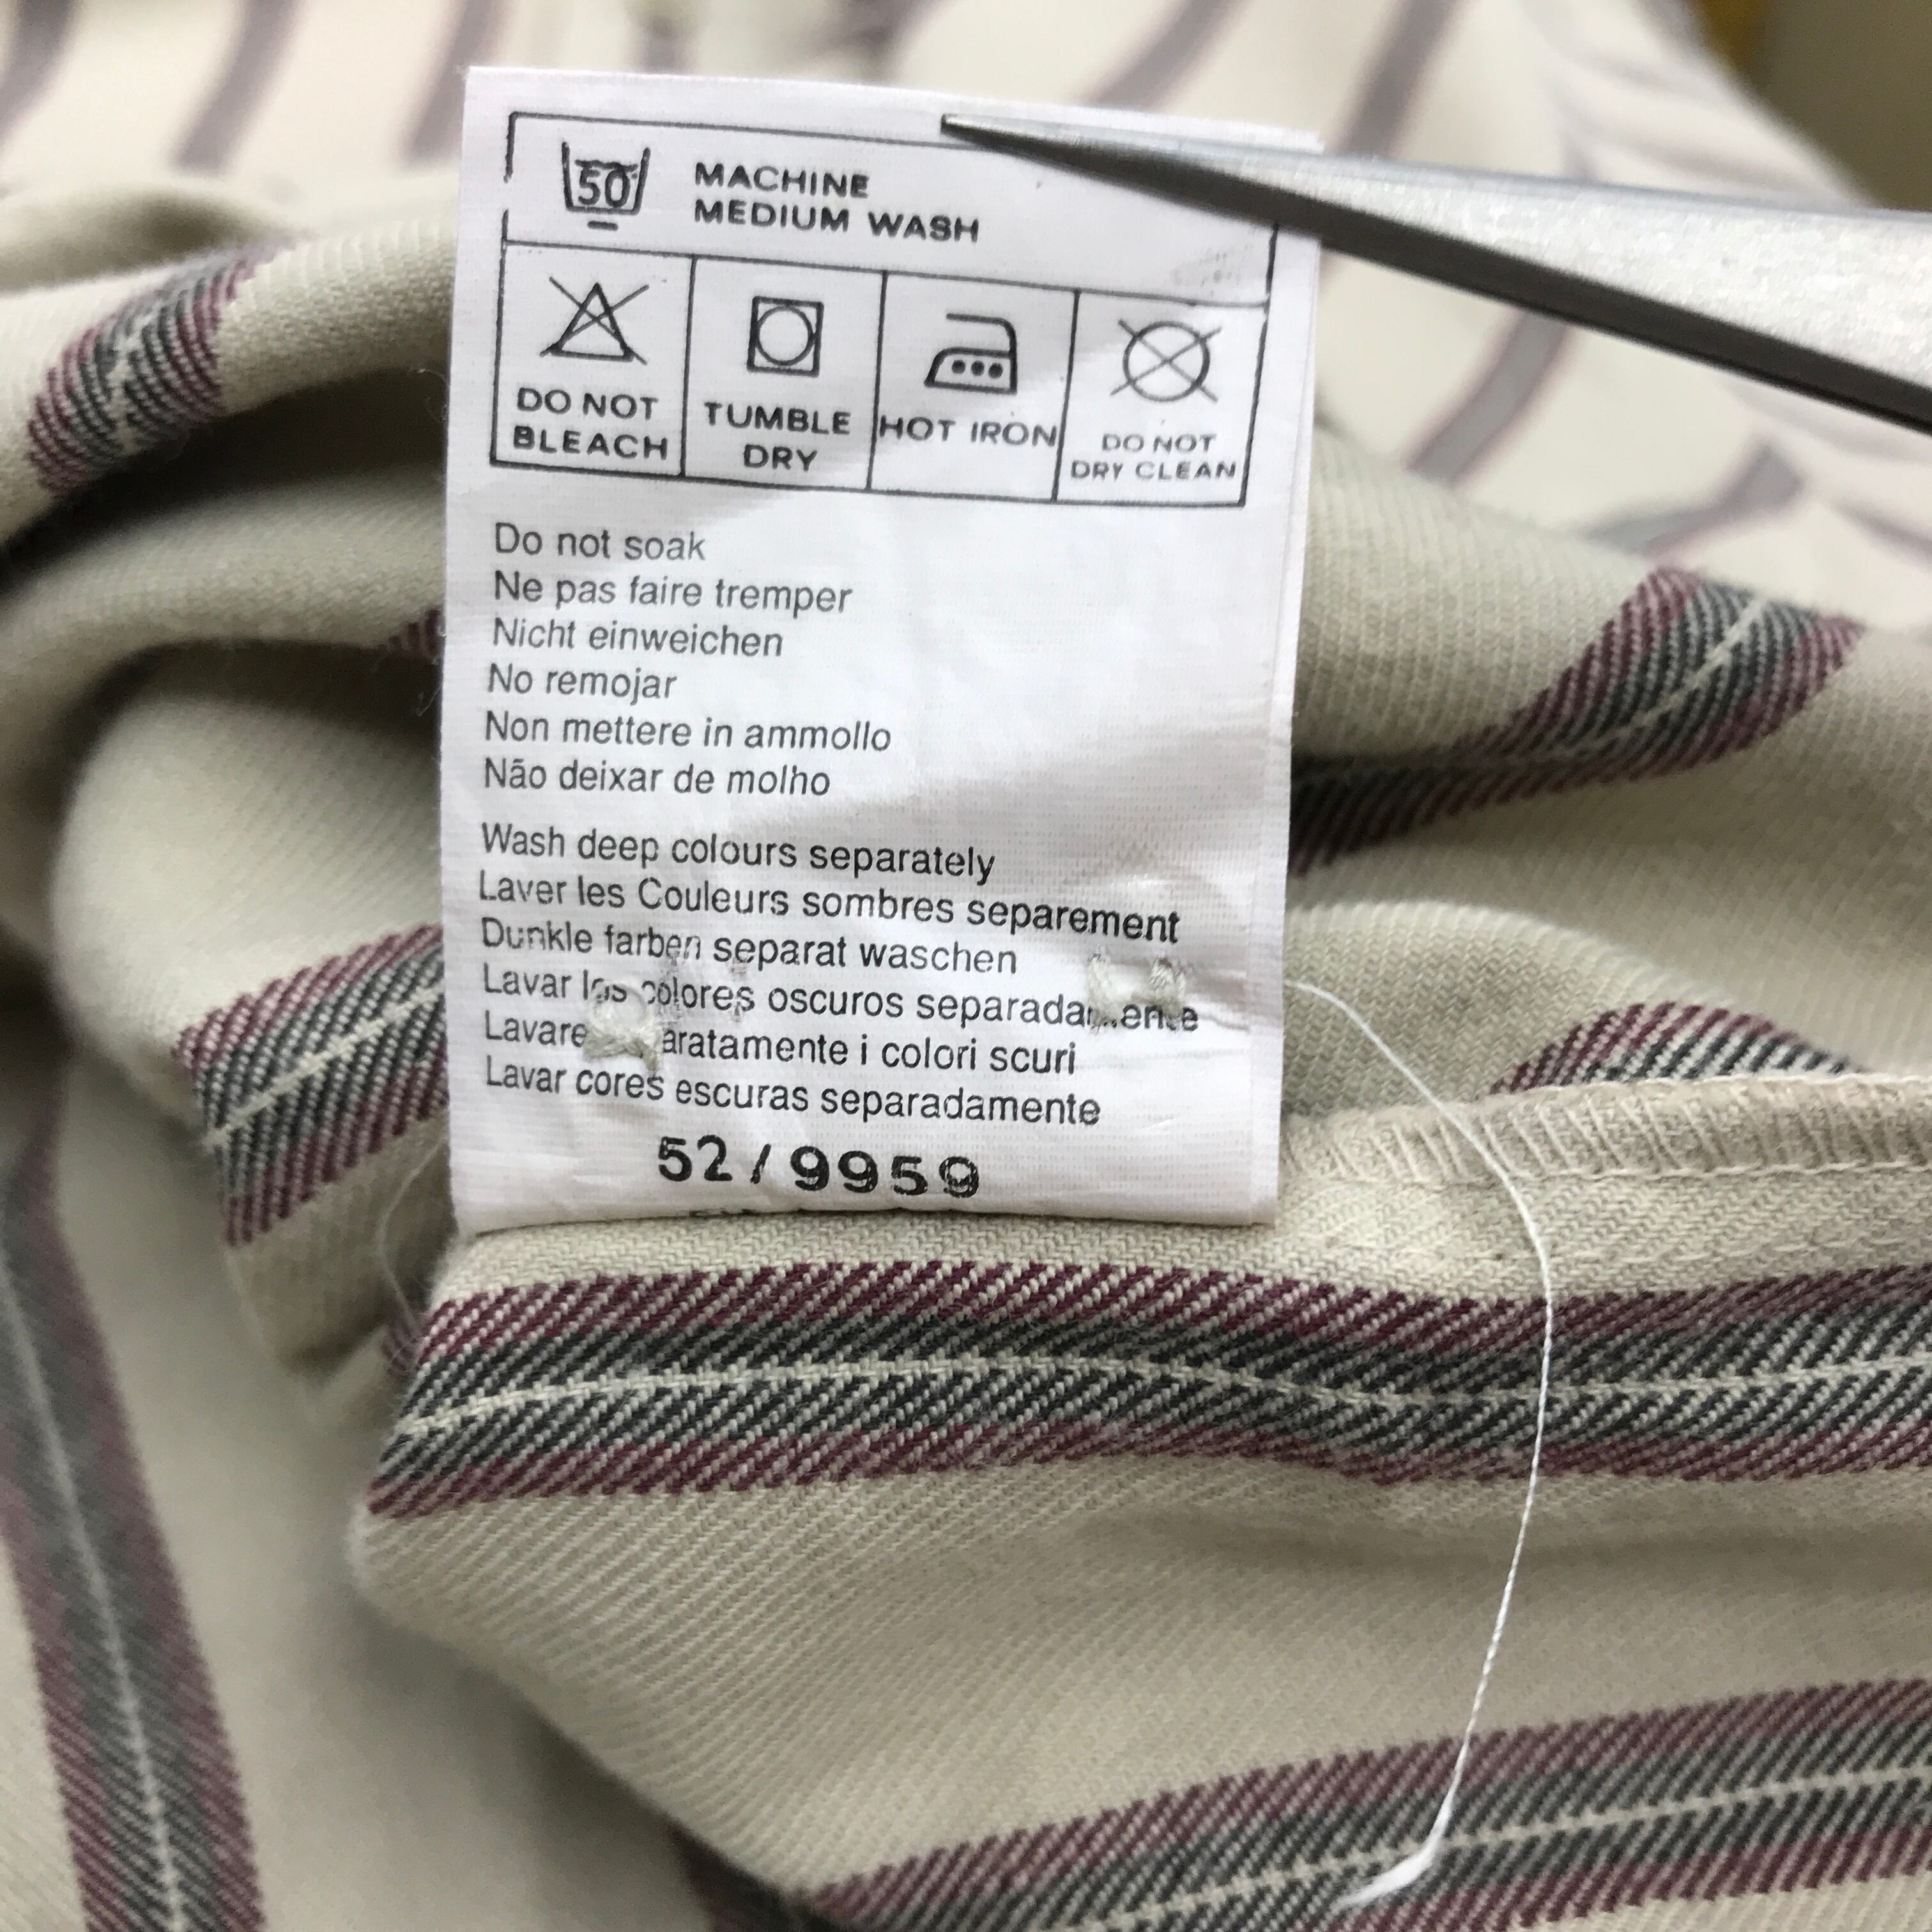 50
MACHINE
MEDIUM WASH
DO NOT
BLEACH
TUMBLE
DRY
HOT IRON
DO NOT
DRY CLEAN
Do not soak
Ne pas faire tremper
Nicht einweichen
No remojar
Non mettere in ammollo
Não deixar de molho
Wash deep colours separately
Laver les Couleurs sombres separement
Dunkle farben separat waschen
Lavar los colores oscuros separadamente
Lavare i colori scuri
Lavar cores escuras separadamente
52/9959